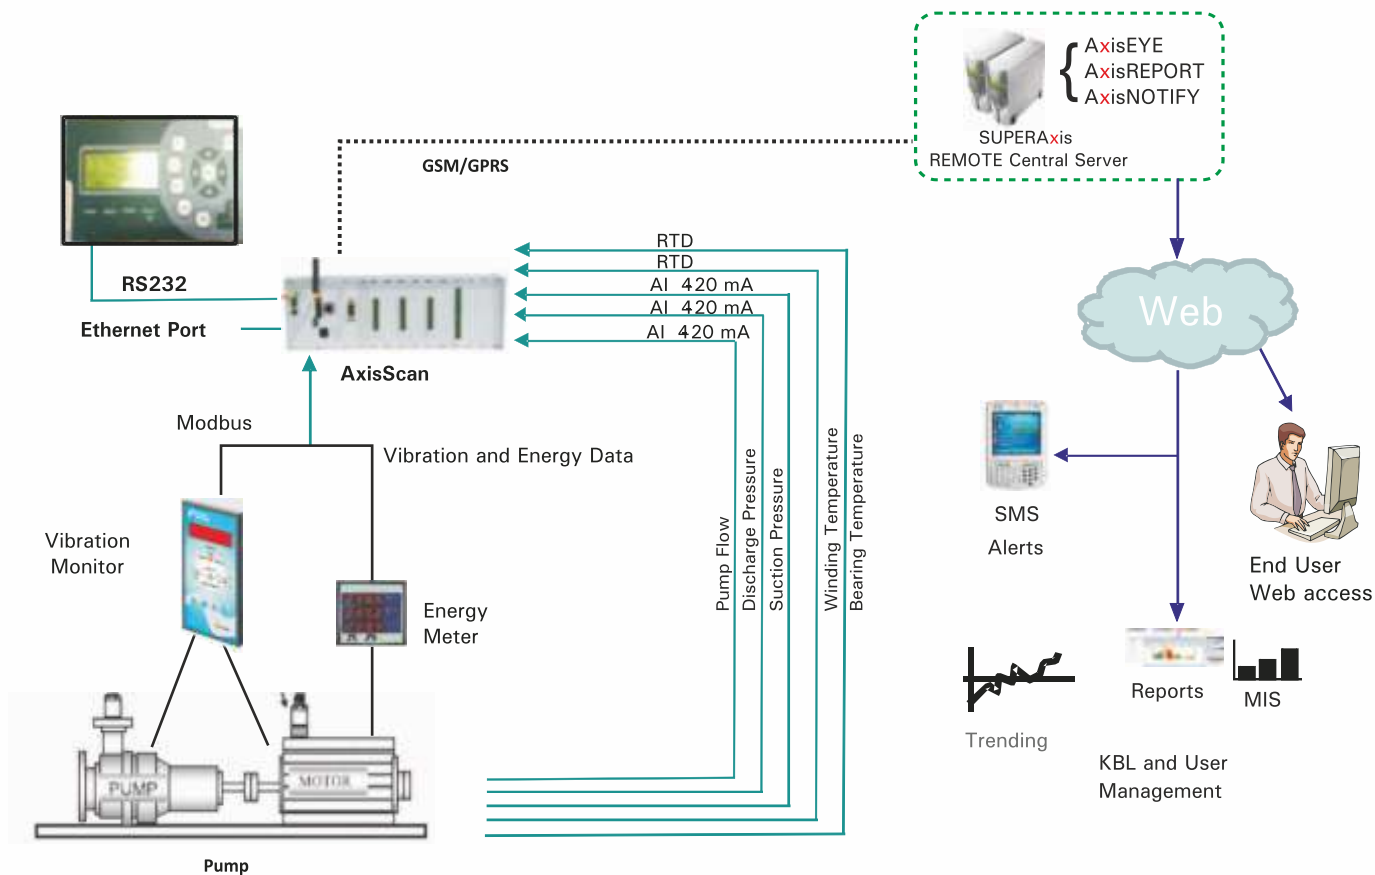 AxisEYE
AxisREPORT
AxisNOTIFY
SUPERAxis
REMOTE Central Server
GSM/GPRS
RTD
RTD
AI 420 mA
AI 420 mA
AI 420 mA
RS232
Ethernet Port
AxisScan
Web
Modbus
Vibration and Energy Data
Vibration
Monitor
Energy
Meter
Pump Flow
Discharge Pressure
Suction Pressure
Winding Temperature
Bearing Temperature
SMS
Alerts
End User
Web access
Reports
MIS
Trending
KBL and User
Management
PUMP
MOTOR
Pump